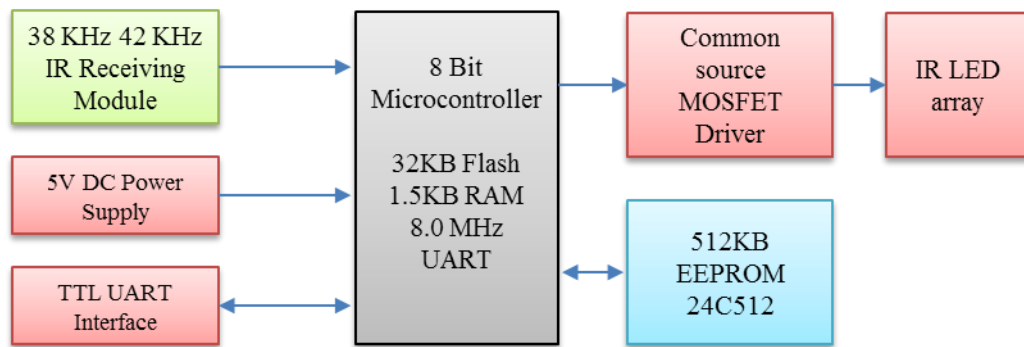 38 KHz 42 KHz
IR Receiving
Module
5V DC Power
Supply
TTL UART
Interface
8 Bit
Microcontroller
32KB Flash
1.5KB RAM
8.0 MHz
UART
Common
source
MOSFET
Driver
IR LED
array
512KB
EEPROM
24C512